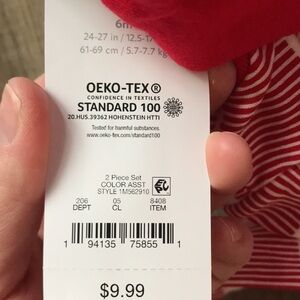 24-27 in / 12.5-17
61-69 cm / 5.7-7.7 kg
OEKO-TEX®
CONFIDENCE IN TEXTILES
STANDARD 100
20.HUS.39362 HOHENSTEIN HTTI
Tested for harmful substances.
www.oeko-tex.com/standard100
2 Piece Set
COLOR ASST
STYLE 1M562910
206 05 8408
DEPT CL ITEM
1 94135 75855 1
$9.99